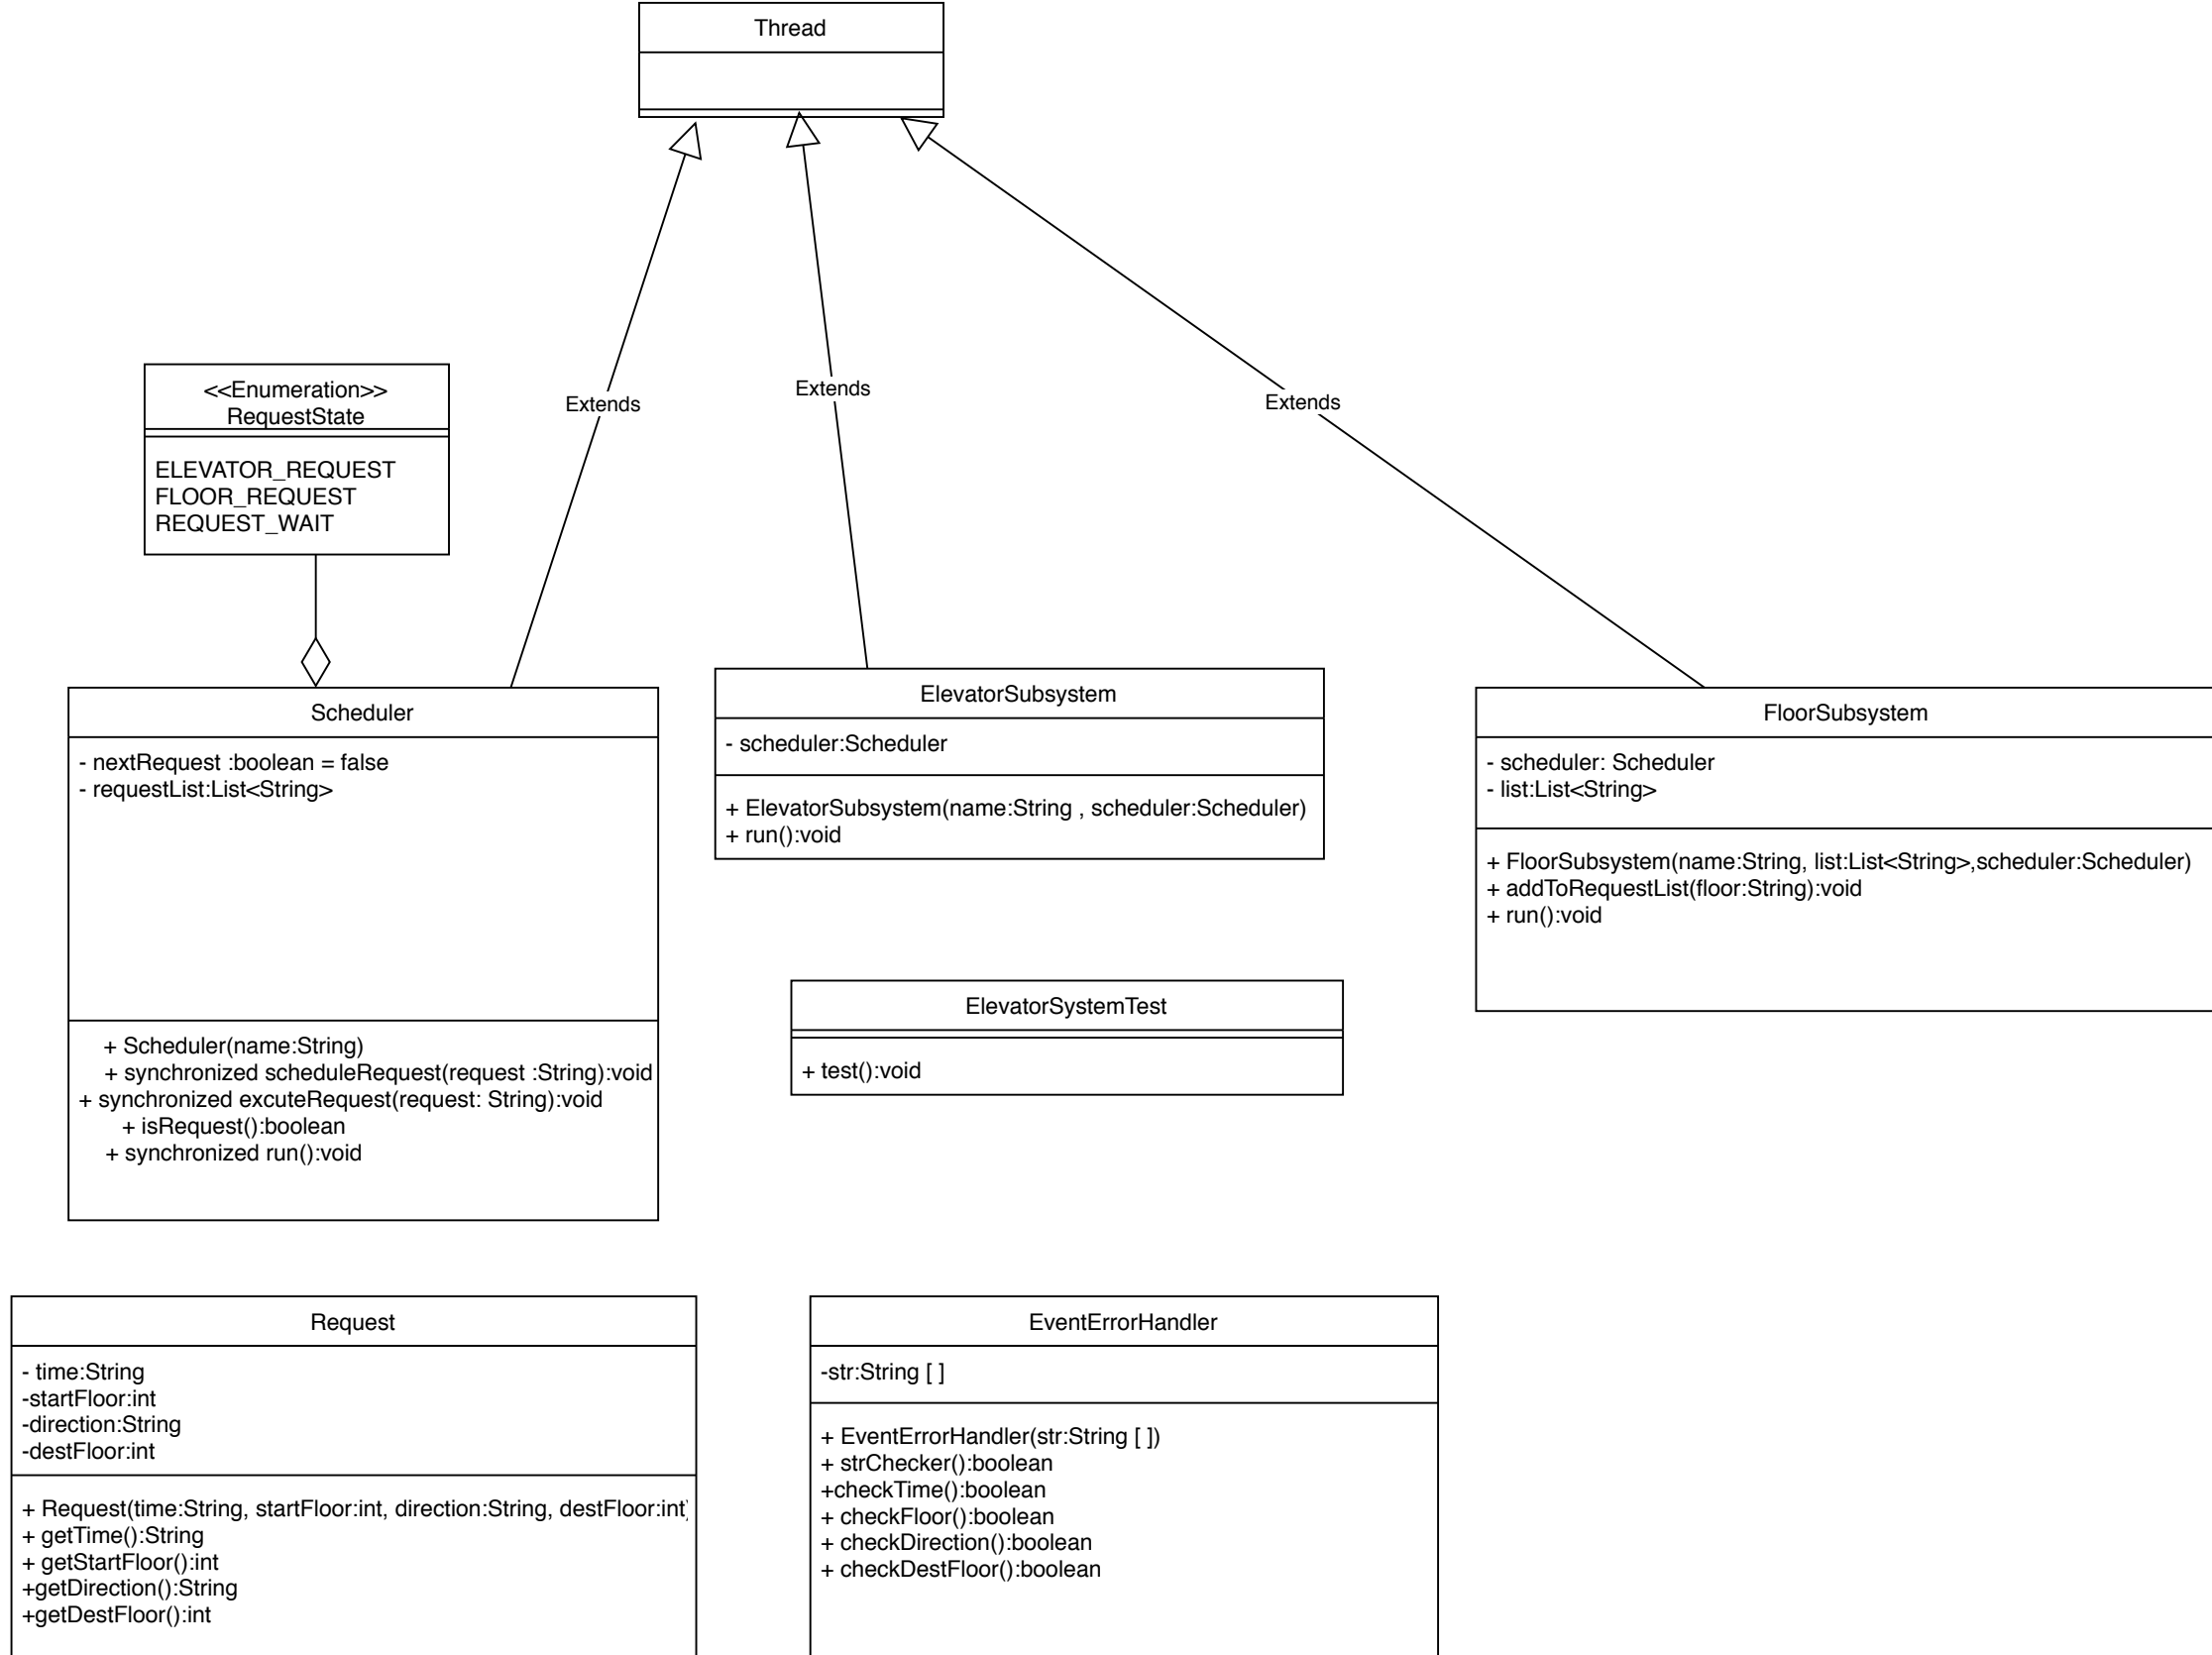 Thread
Extends
Extends
Extends
<<Enumeration>>
RequestState
ELEVATOR_REQUEST
FLOOR_REQUEST
REQUEST_WAIT
Scheduler
- nextRequest :boolean = false
- requestList:List<String>
+ Scheduler(name:String)
+ synchronized scheduleRequest(request :String):void
+ synchronized excuteRequest(request: String):void
+ isRequest():boolean
+ synchronized run():void
ElevatorSubsystem
- scheduler:Scheduler
+ ElevatorSubsystem(name:String , scheduler:Scheduler)
+ run():void
FloorSubsystem
- scheduler: Scheduler
- list:List<String>
+ FloorSubsystem(name:String, list:List<String>,scheduler:Scheduler)
+ addToRequestList(floor:String):void
+ run():void
ElevatorSystemTest
+ test():void
Request
- time:String
-startFloor:int
-direction:String
-destFloor:int
+ Request(time:String, startFloor:int, direction:String, destFloor:int)
+ getTime():String
+ getStartFloor():int
+getDirection():String
+getDestFloor():int
EventErrorHandler
-str:String [ ]
+ EventErrorHandler(str:String [ ])
+ strChecker():boolean
+checkTime():boolean
+ checkFloor():boolean
+ checkDirection():boolean
+ checkDestFloor():boolean